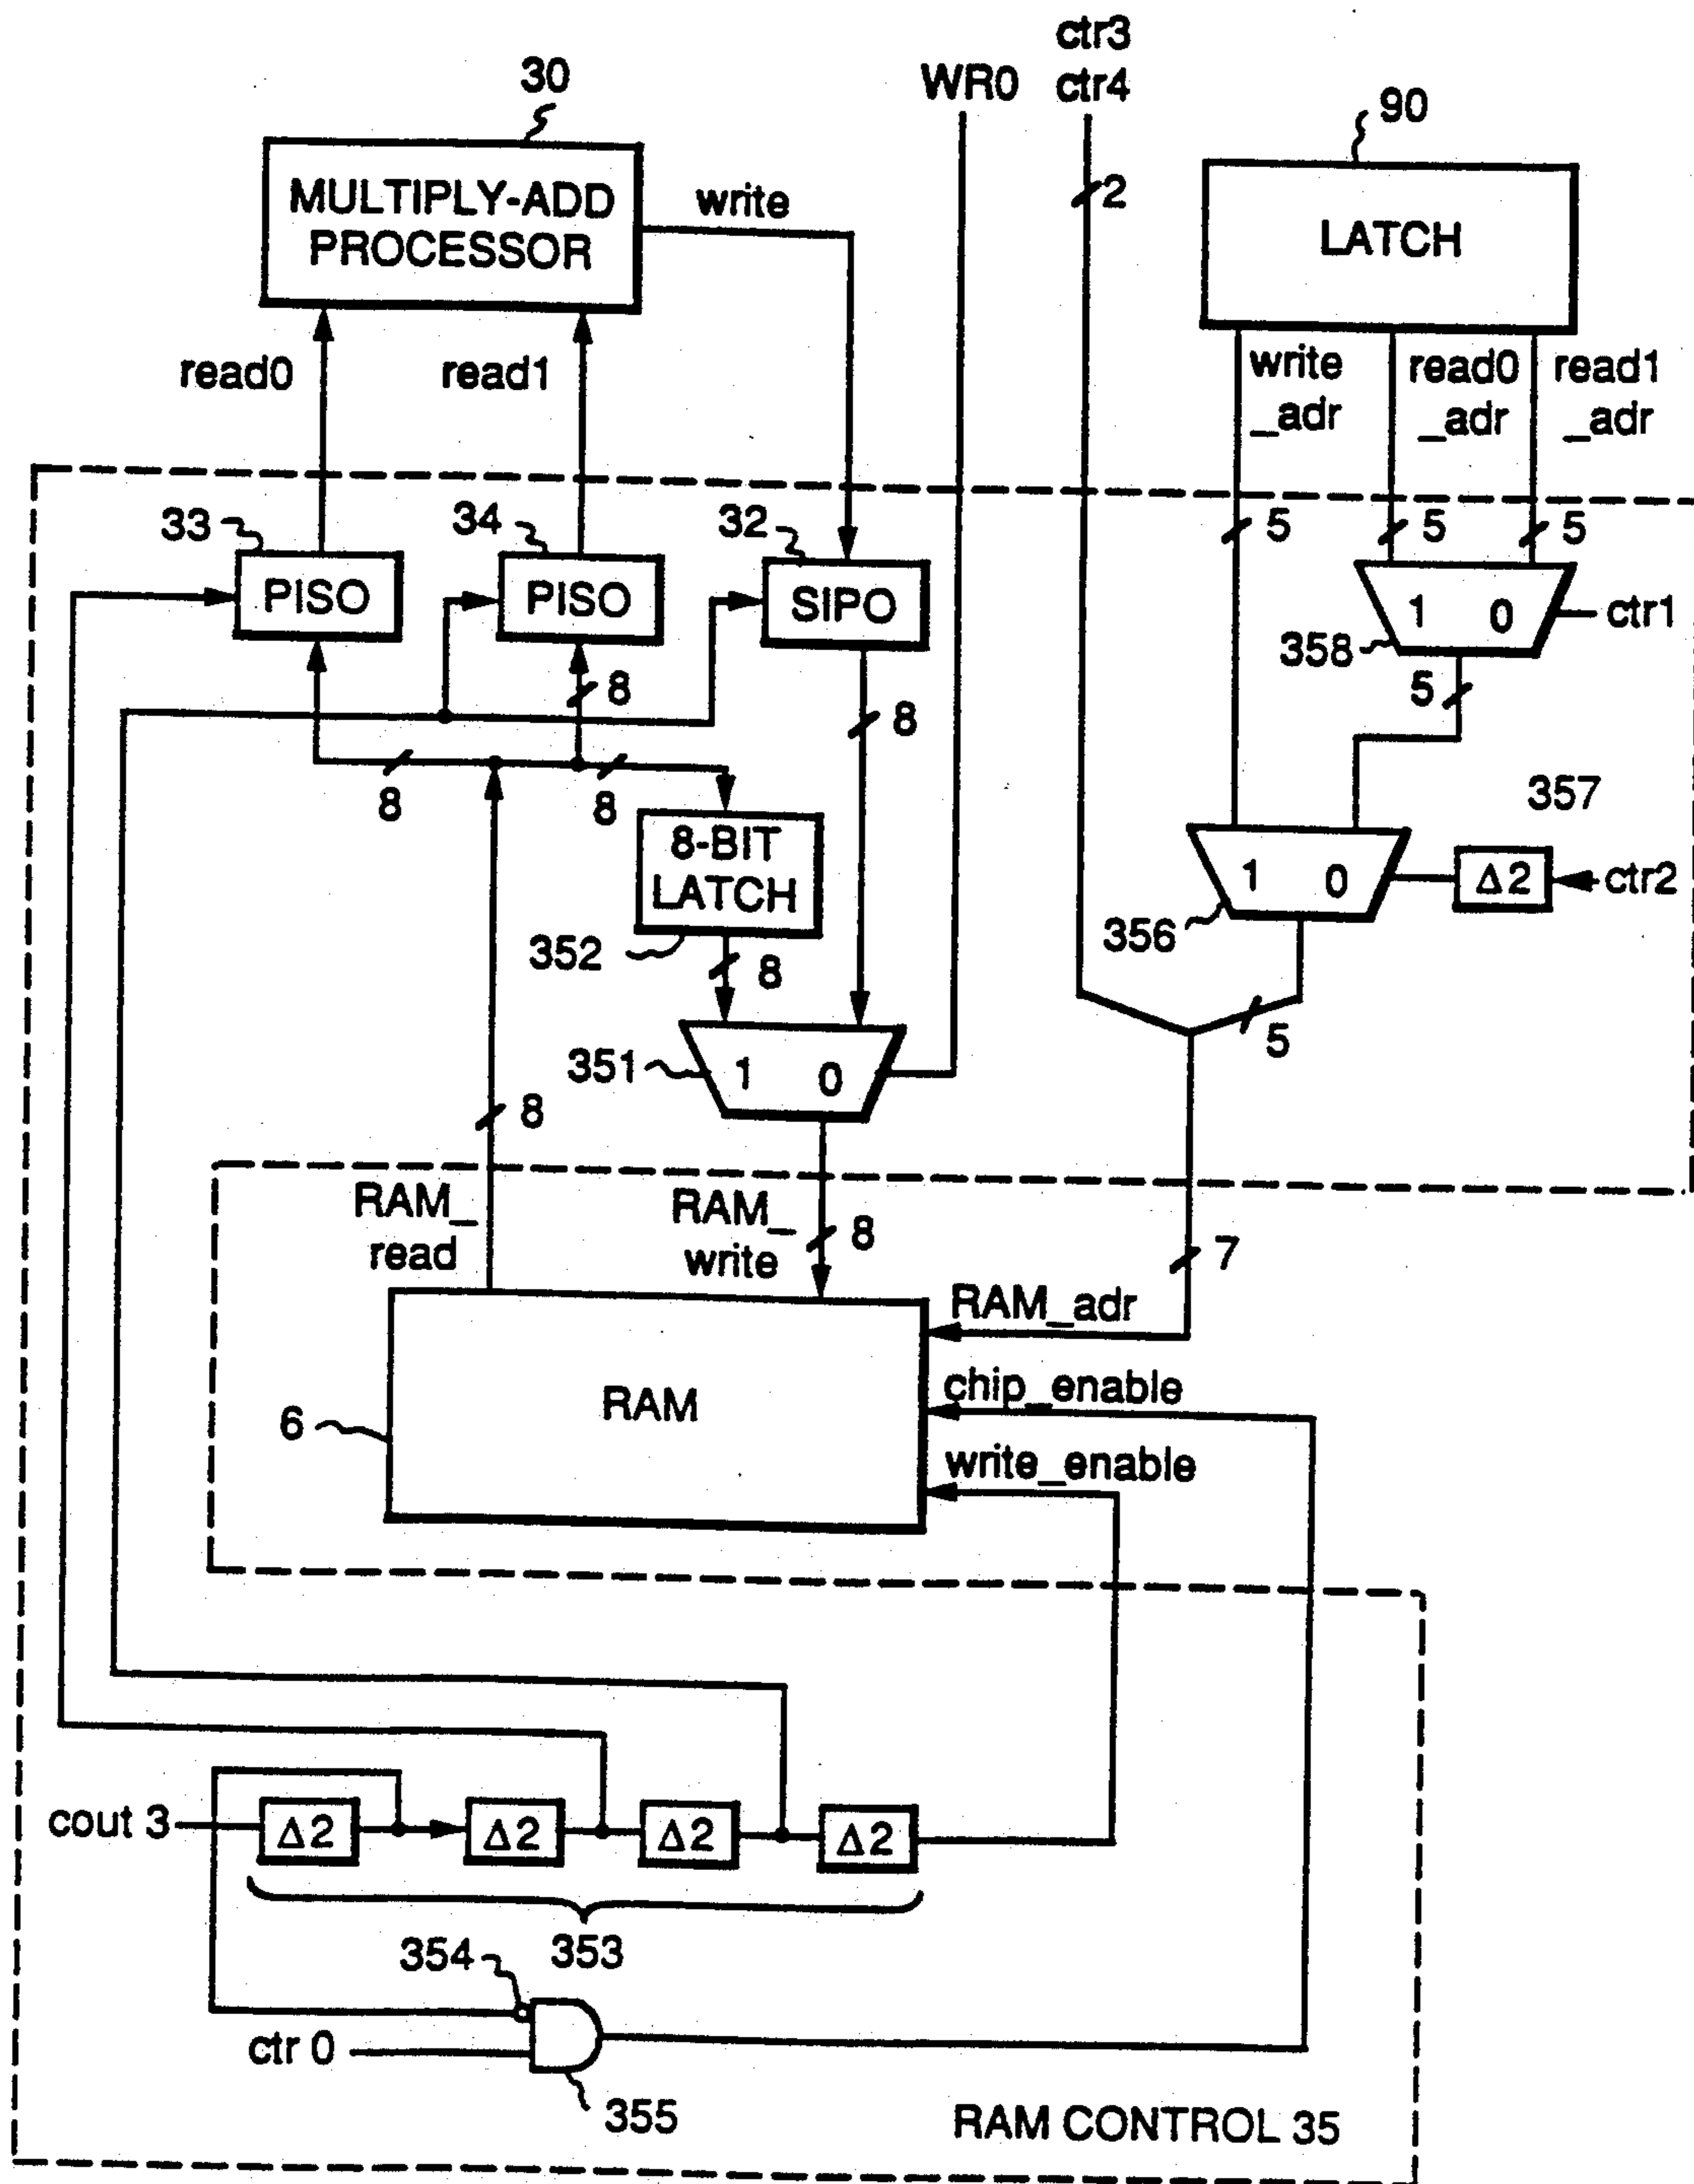 ctr3
30
WR0
ctr4
90
MULTIPLY-ADD
PROCESSOR
write
2
LATCH
read0
read1
write
_adr
read0
_adr
read1
_adr
33
34
32
5
5
5
PISO
PISO
SIPO
1 0
ctr1
358
8
8
5
8
8
357
8-BIT
LATCH
1 0
Δ2
ctr2
352
8
356
351
1 0
5
8
RAM_
read
RAM_
write
8
7
RAM_adr
RAM
chip_enable
6
write_enable
cout 3
Δ2
Δ2
Δ2
Δ2
354
353
ctr 0
355
RAM CONTROL 35